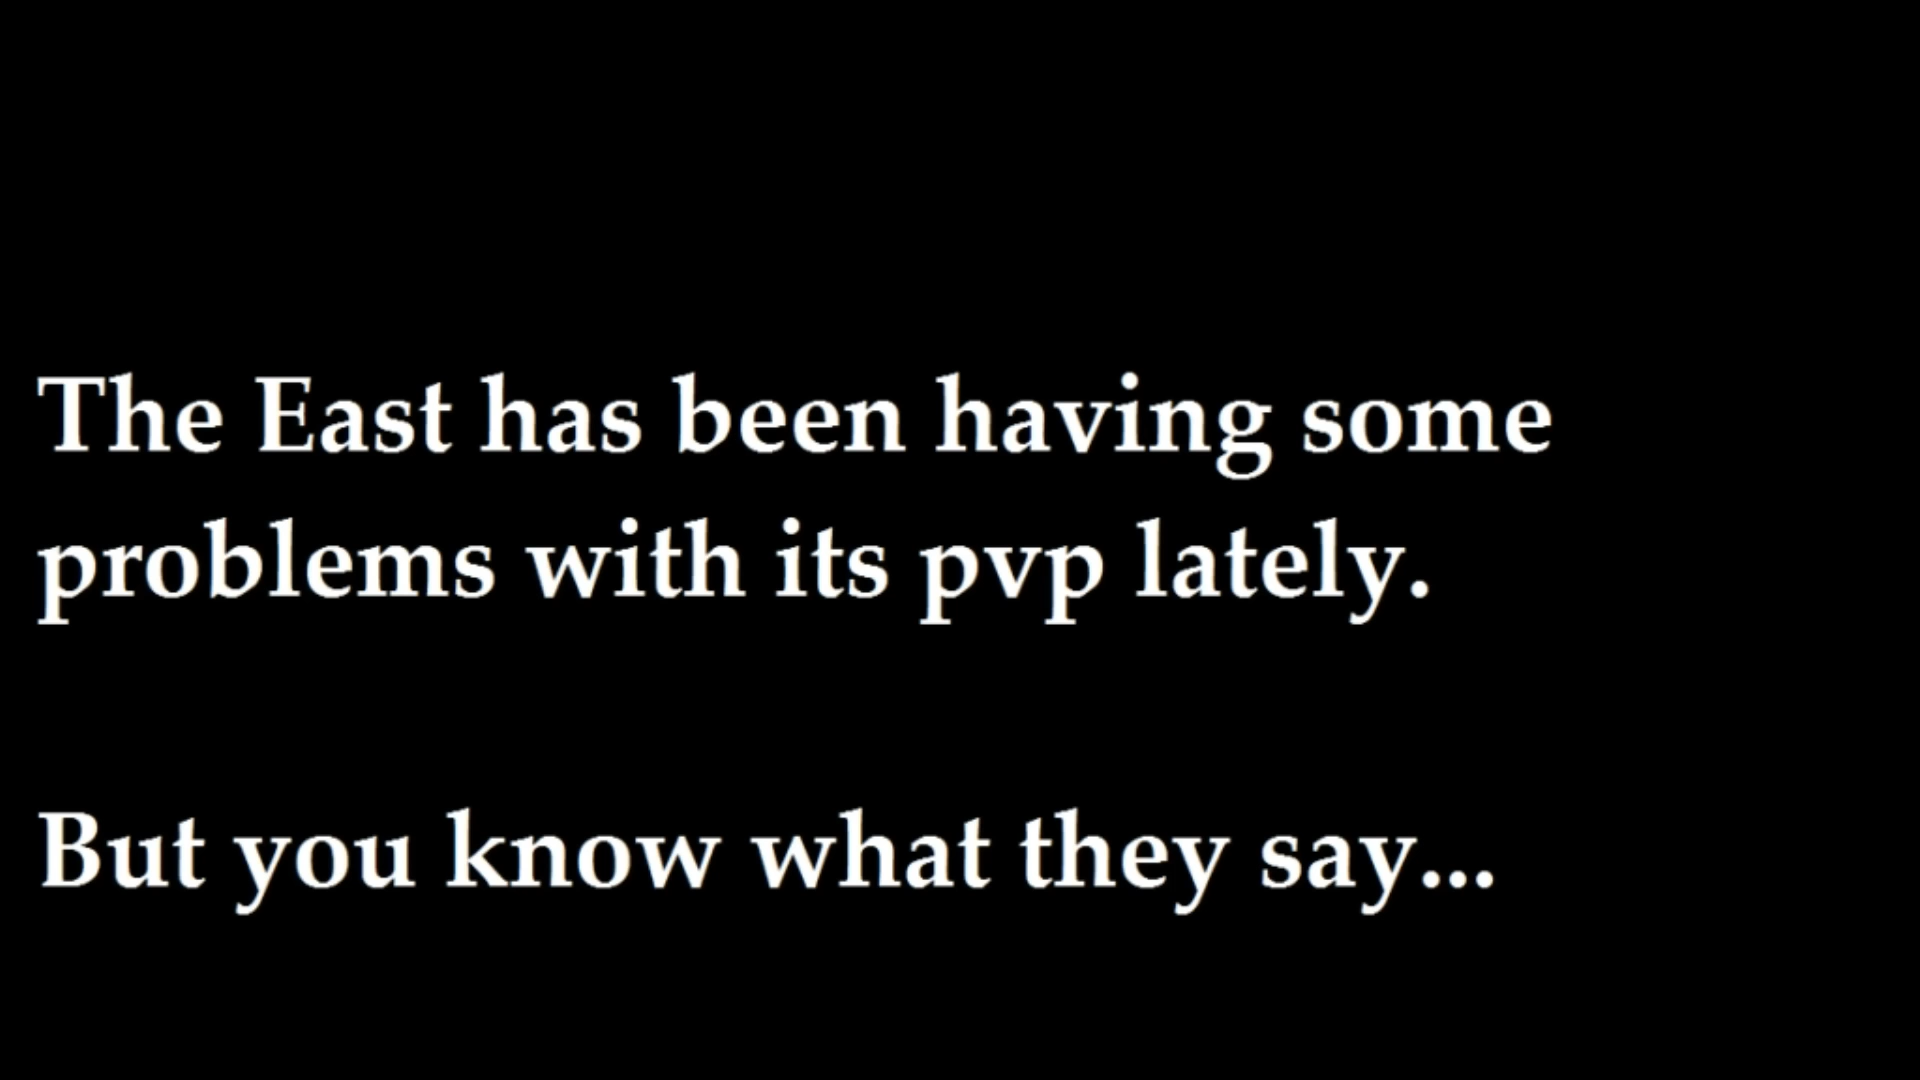 The East has been having some
problems with its pvp lately.
But you know what they say...